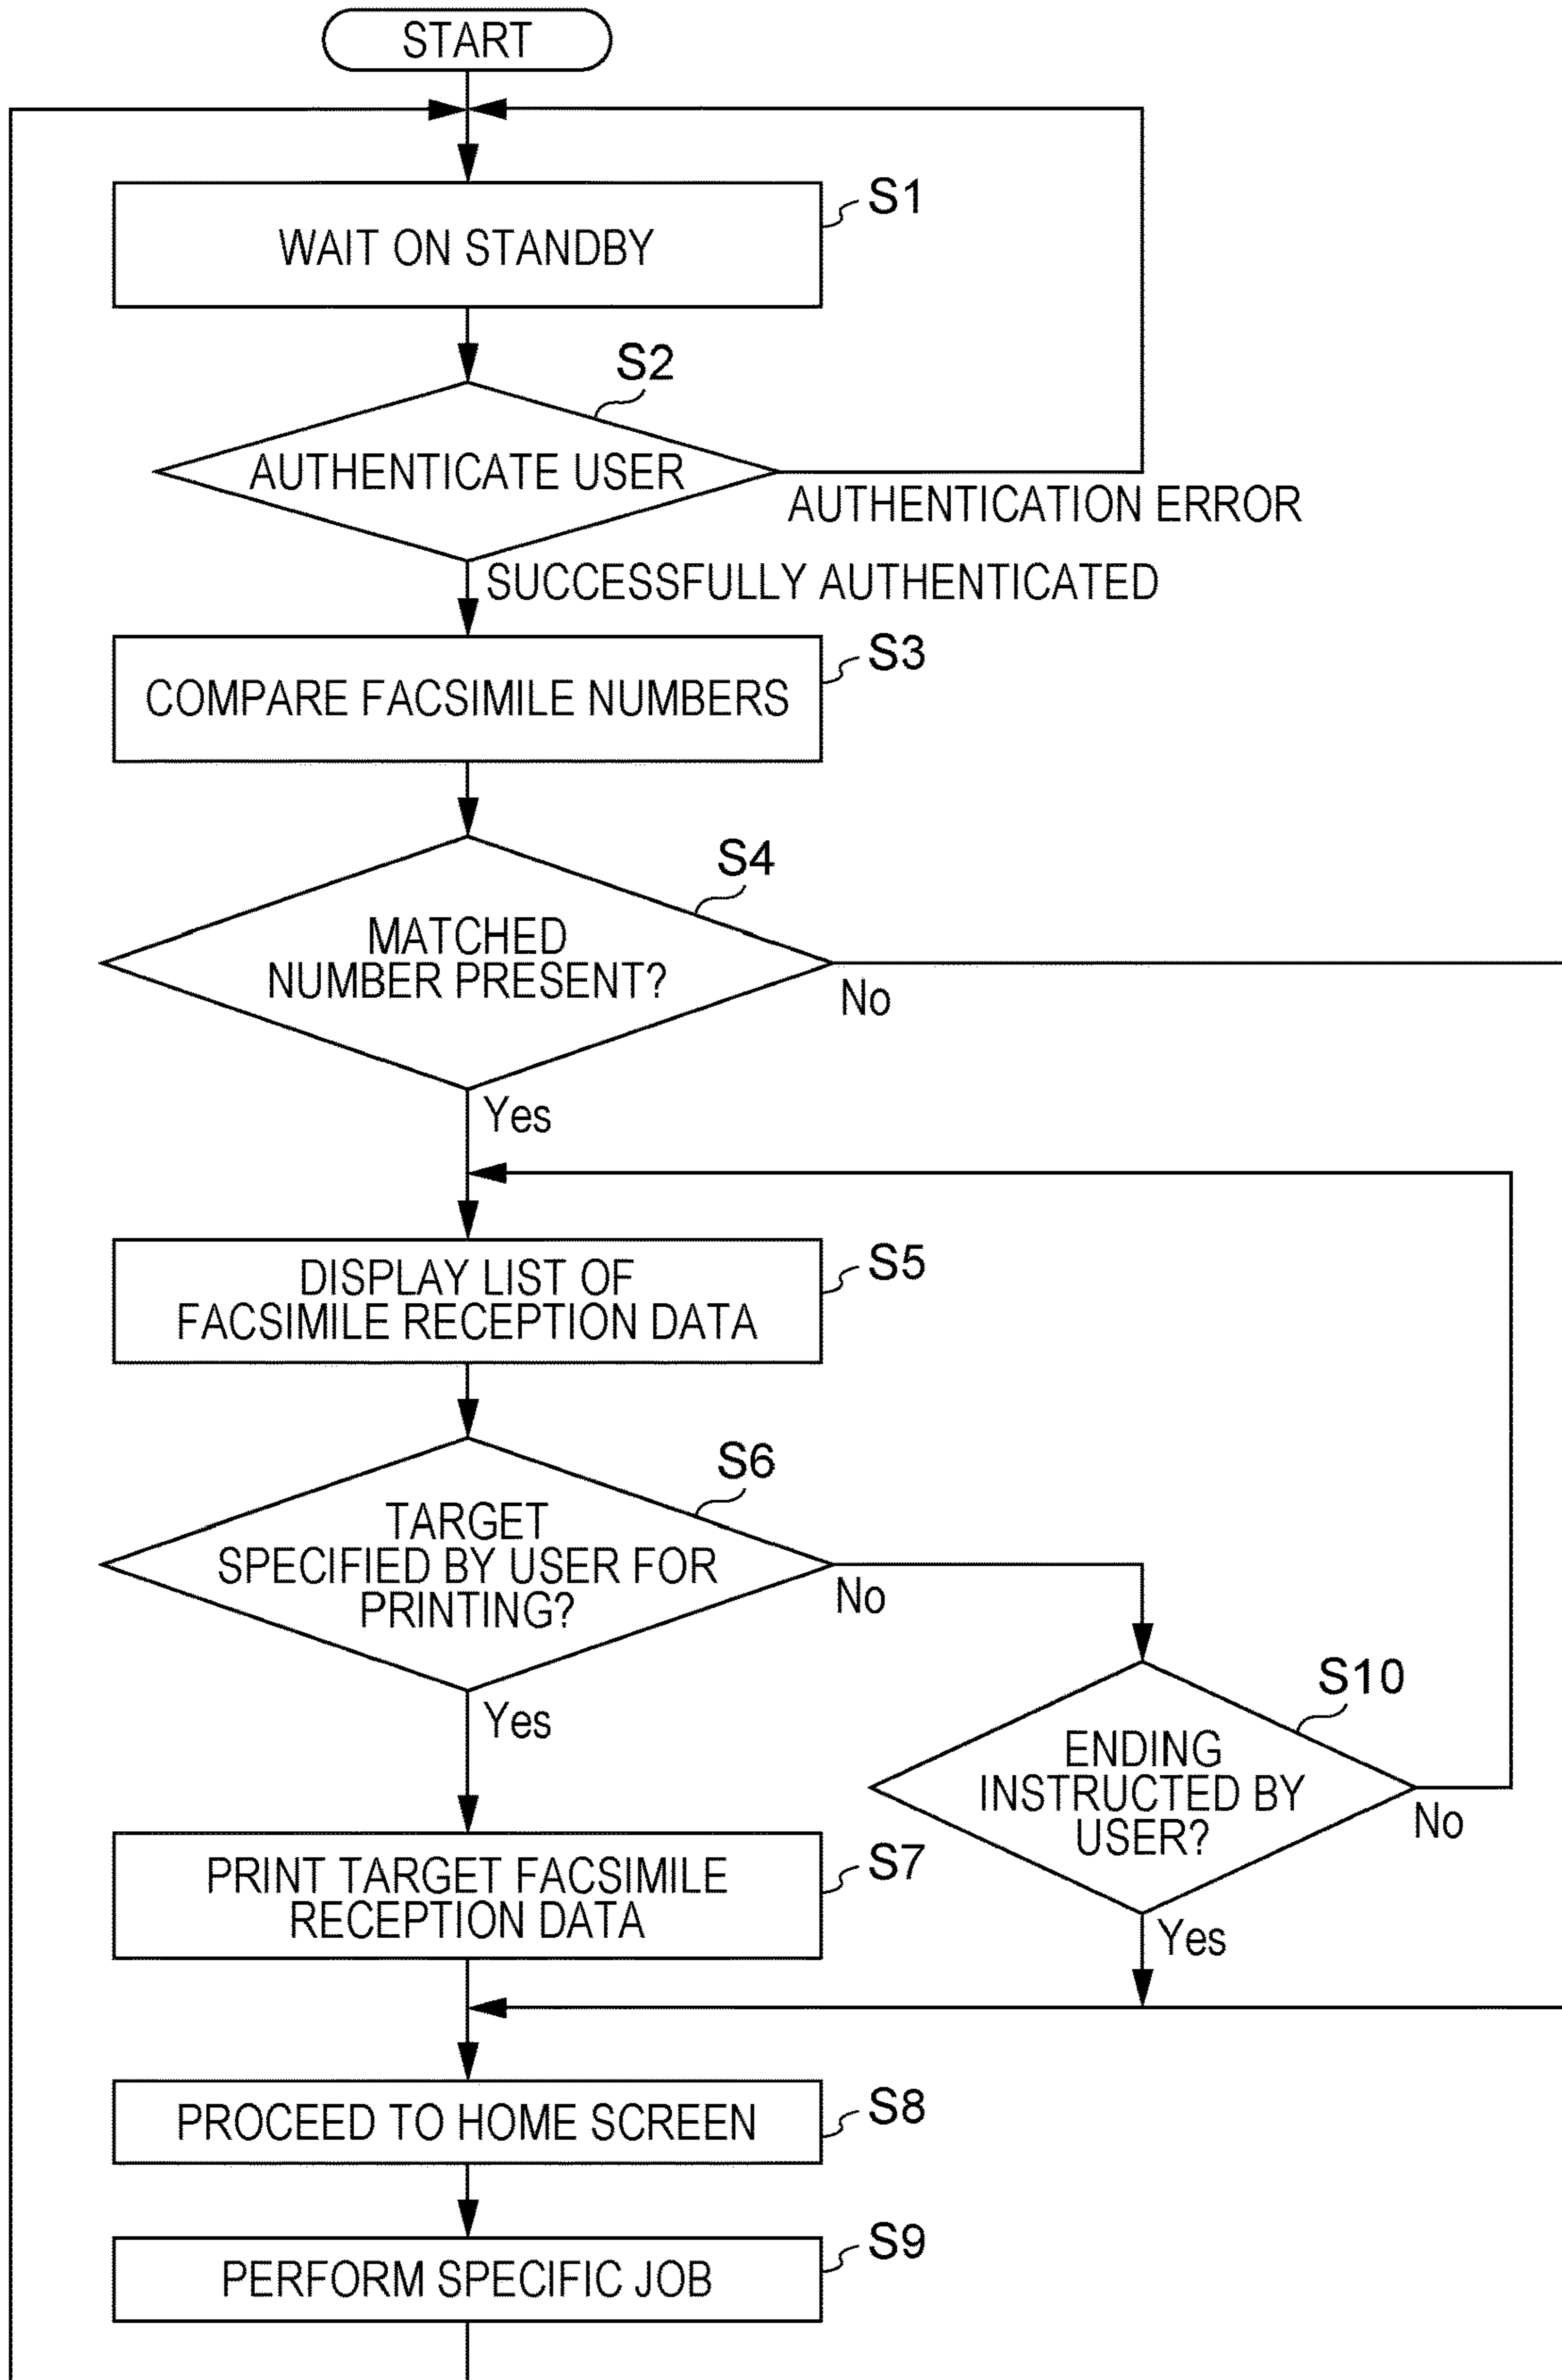 START
S1
WAIT ON STANDBY
S2
AUTHENTICATE USER
AUTHENTICATION ERROR
SUCCESSFULLY AUTHENTICATED
S3
COMPARE FACSIMILE NUMBERS
S4
MATCHED
NUMBER PRESENT?
No
Yes
S5
DISPLAY LIST OF
FACSIMILE RECEPTION DATA
S6
TARGET
SPECIFIED BY USER FOR
PRINTING?
No
Yes
S10
ENDING
INSTRUCTED BY
USER?
No
Yes
S7
PRINT TARGET FACSIMILE
RECEPTION DATA
S8
PROCEED TO HOME SCREEN
S9
PERFORM SPECIFIC JOB